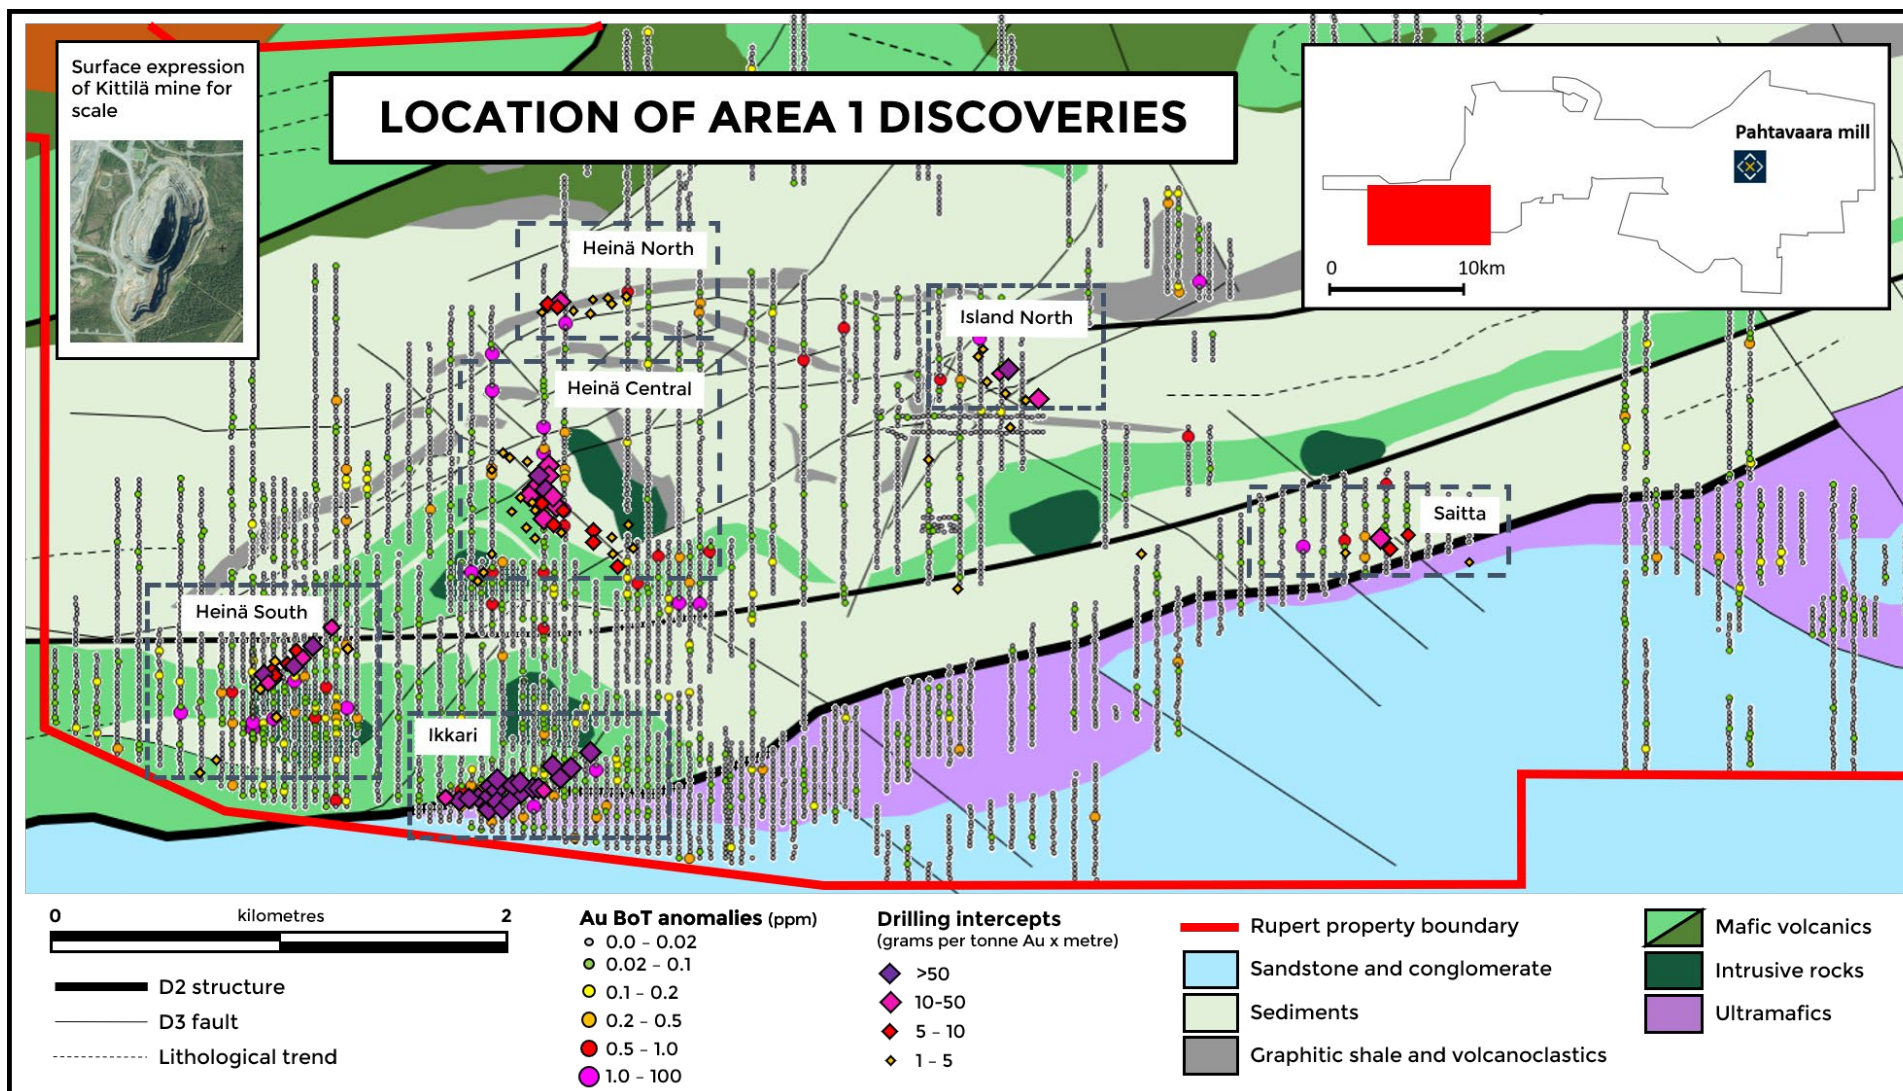 Surface expression
of Kittilä mine for
scale
LOCATION OF AREA 1 DISCOVERIES
Pahtavaara mill
0 10km
Heinä North
Island North
Heinä Central
Saitta
Heinä South
Ikkari
0 kilometres 2
D2 structure
D3 fault
Lithological trend
Au BoT anomalies (ppm)
0.0 – 0.02
0.02 – 0.1
0.1 – 0.2
0.2 – 0.5
0.5 – 1.0
1.0 – 100
Drilling intercepts
(grams per tonne Au x metre)
>50
10-50
5 – 10
1 – 5
Rupert property boundary
Sandstone and conglomerate
Sediments
Graphitic shale and volcanoclastics
Mafic volcanics
Intrusive rocks
Ultramafics